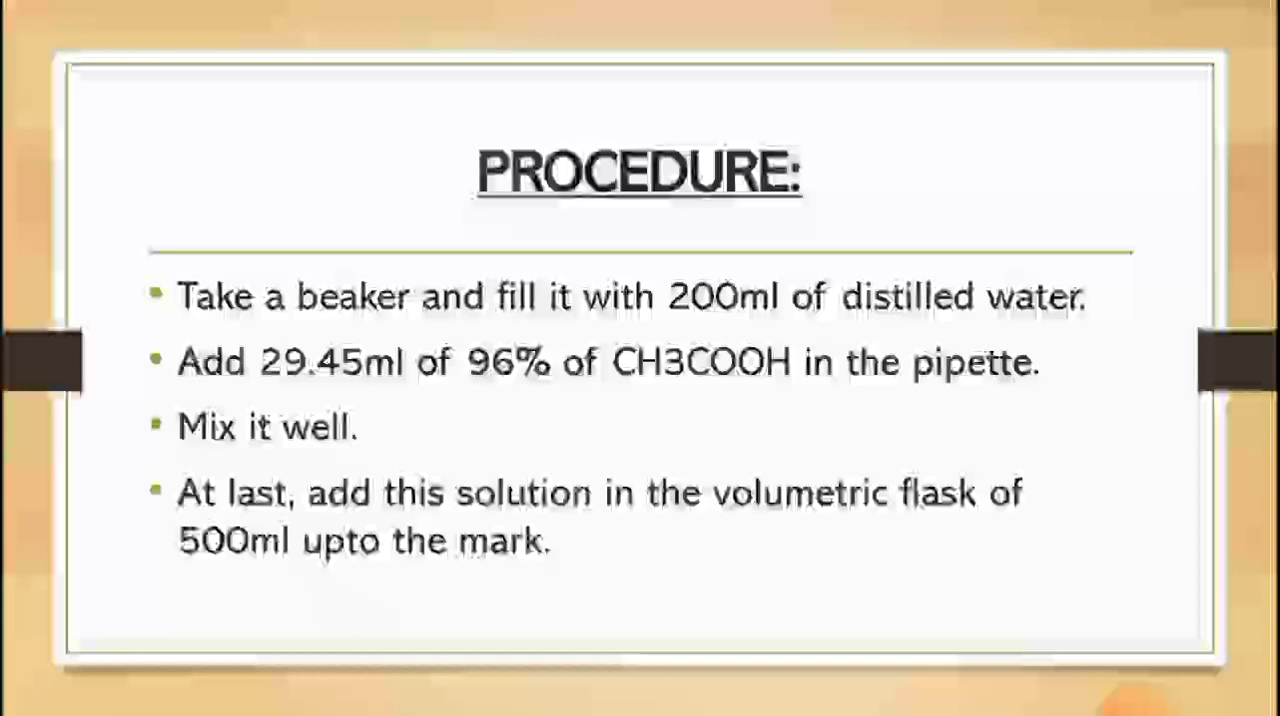 PROCEDURE:
• Take a beaker and fill it with 200ml of distilled water.
• Add 29.45ml of 96% of CH3COOH in the pipette.
• Mix it well.
• At last, add this solution in the volumetric flask of
500ml upto the mark.